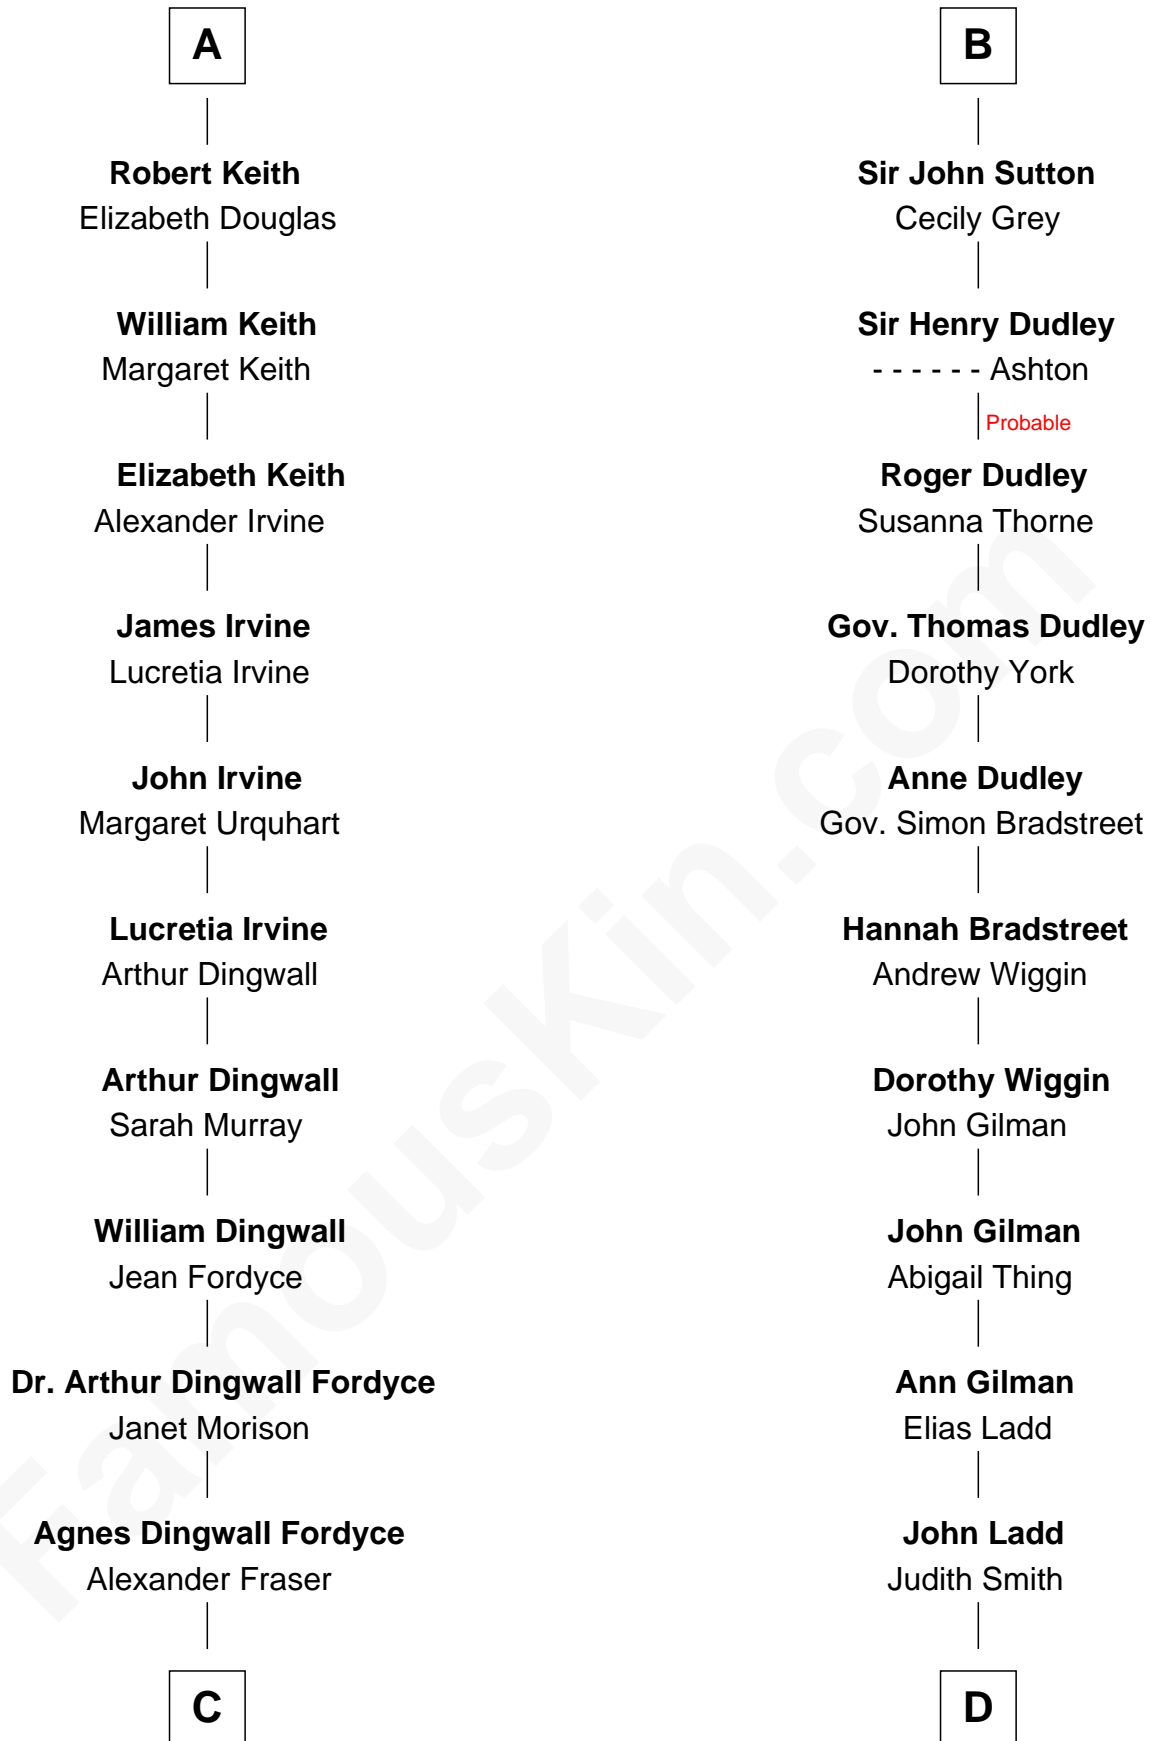 A
Robert Keith
Elizabeth Douglas
William Keith
Margaret Keith
Elizabeth Keith
Alexander Irvine
James Irvine
Lucretia Irvine
John Irvine
Margaret Urquhart
Lucretia Irvine
Arthur Dingwall
Arthur Dingwall
Sarah Murray
William Dingwall
Jean Fordyce
Dr. Arthur Dingwall Fordyce
Janet Morison
Agnes Dingwall Fordyce
Alexander Fraser
C
B
Sir John Sutton
Cecily Grey
Sir Henry Dudley
- - - - - - Ashton
Probable
Roger Dudley
Susanna Thorne
Gov. Thomas Dudley
Dorothy York
Anne Dudley
Gov. Simon Bradstreet
Hannah Bradstreet
Andrew Wiggin
Dorothy Wiggin
John Gilman
John Gilman
Abigail Thing
Ann Gilman
Elias Ladd
John Ladd
Judith Smith
D
FamousKin.com